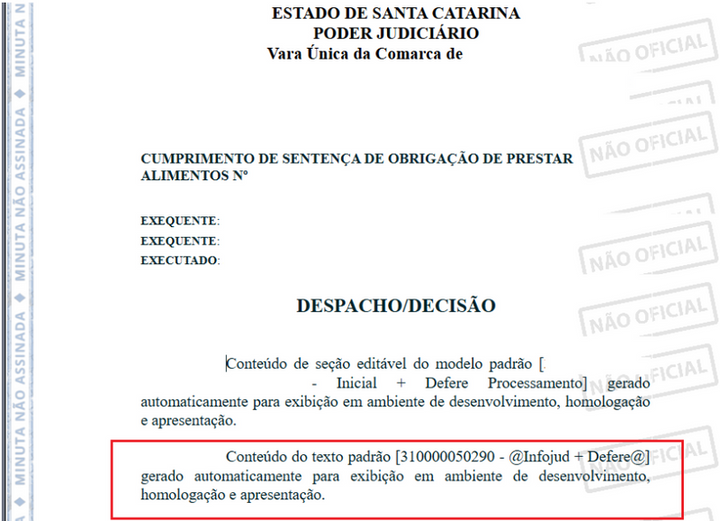 ESTADO DE SANTA CATARINA
PODER JUDICIÁRIO
Vara Única da Comarca de
NÃO OFICIAL
NÃO OFICIAL
CUMPRIMENTO DE SENTENÇA DE OBRIGAÇÃO DE PRESTAR
ALIMENTOS Nº
EXEQUENTE:
EXEQUENTE:
EXECUTADO:
NÃO OFICIAL
DESPACHO/DECISÃO
NÃO OFICIAL
Conteúdo de seção editável do modelo padrão [
- Inicial + Defere Processamento] gerado
automaticamente para exibição em ambiente de desenvolvimento, homologação
e apresentação.
NÃO OFICIAL
Conteúdo do texto padrão [310000050290 - @Infojud + Defere@]
gerado automaticamente para exibição em ambiente de desenvolvimento,
homologação e apresentação.
NÃO OFICIAL
MINUTA NÃO ASSINADA
MINUTA NÃO ASSINADA
MINUTA NÃO ASSINADA
MINUTA N